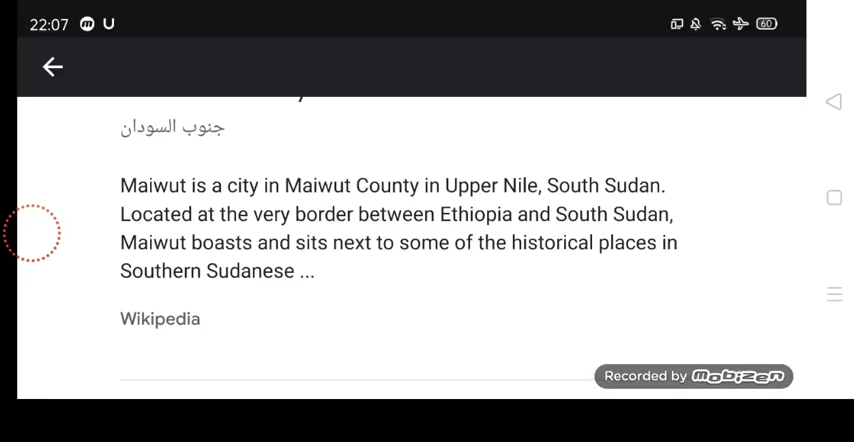 22:07
60
جنوب السودان
Maiwut is a city in Maiwut County in Upper Nile, South Sudan.
Located at the very border between Ethiopia and South Sudan,
Maiwut boasts and sits next to some of the historical places in
Southern Sudanese ...
Wikipedia
Recorded by mobizen